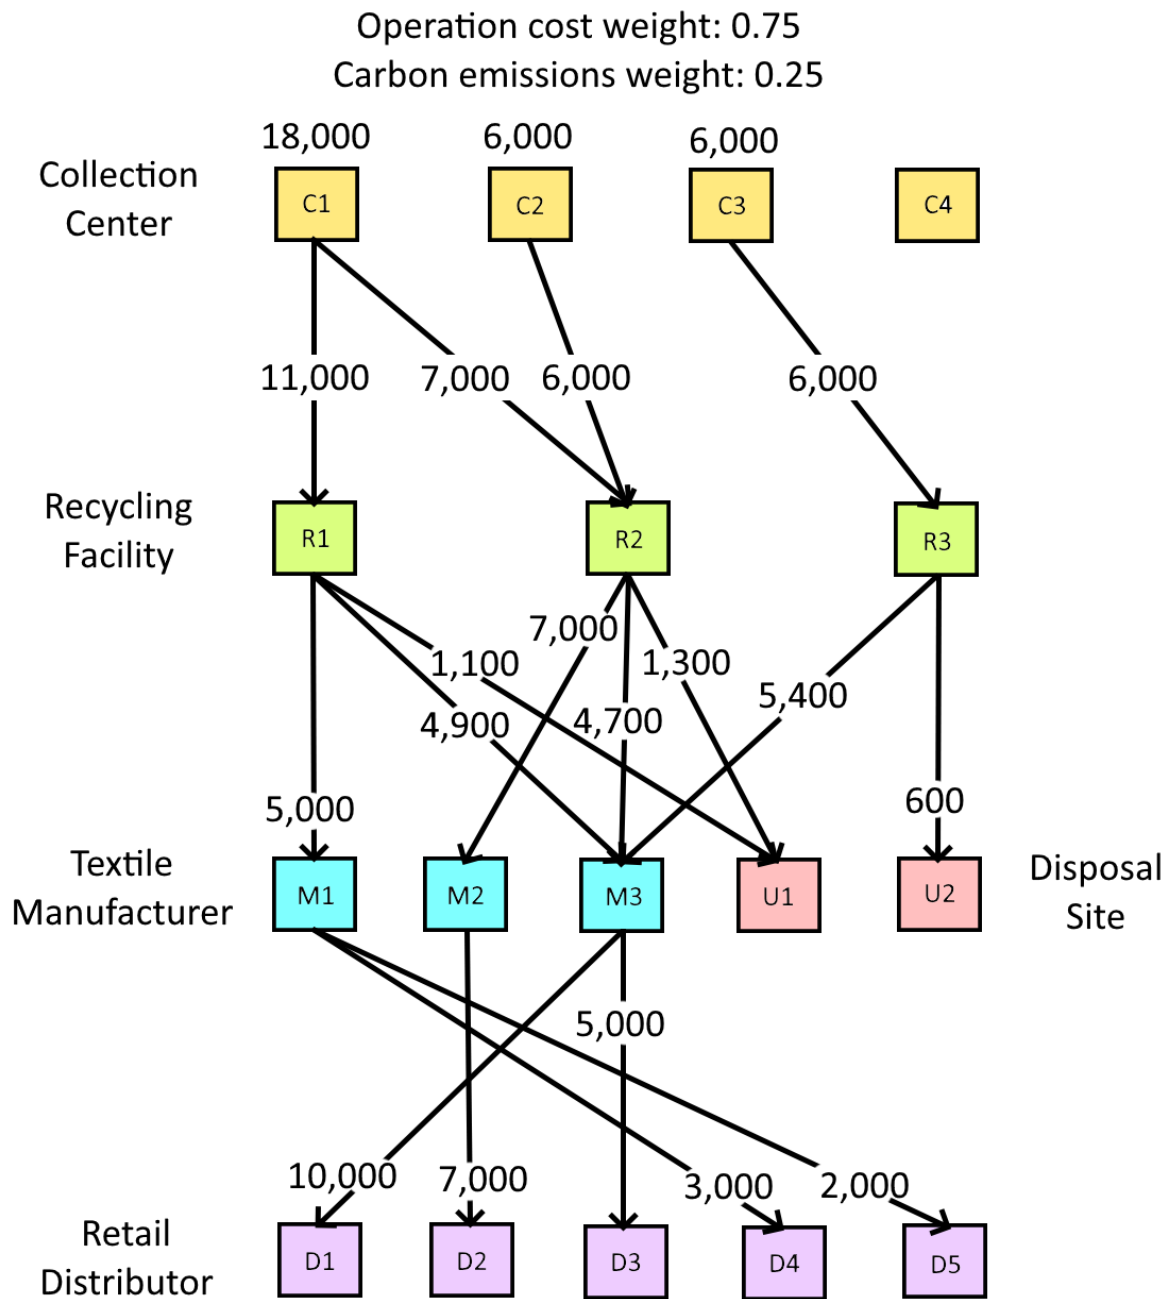 Operation cost weight: 0.75
Carbon emissions weight: 0.25
18,000
6,000
6,000
Collection
Center
C1
C2
C3
C4
11,000
7,000
6,000
6,000
Recycling
Facility
R1
R2
R3
7,000
1,100
1,300
5,400
4,900
4,700
5,000
600
Textile
Manufacturer
M1
M2
M3
U1
U2
Disposal
Site
5,000
10,000
7,000
3,000
2,000
Retail
Distributor
D1
D2
D3
D4
D5